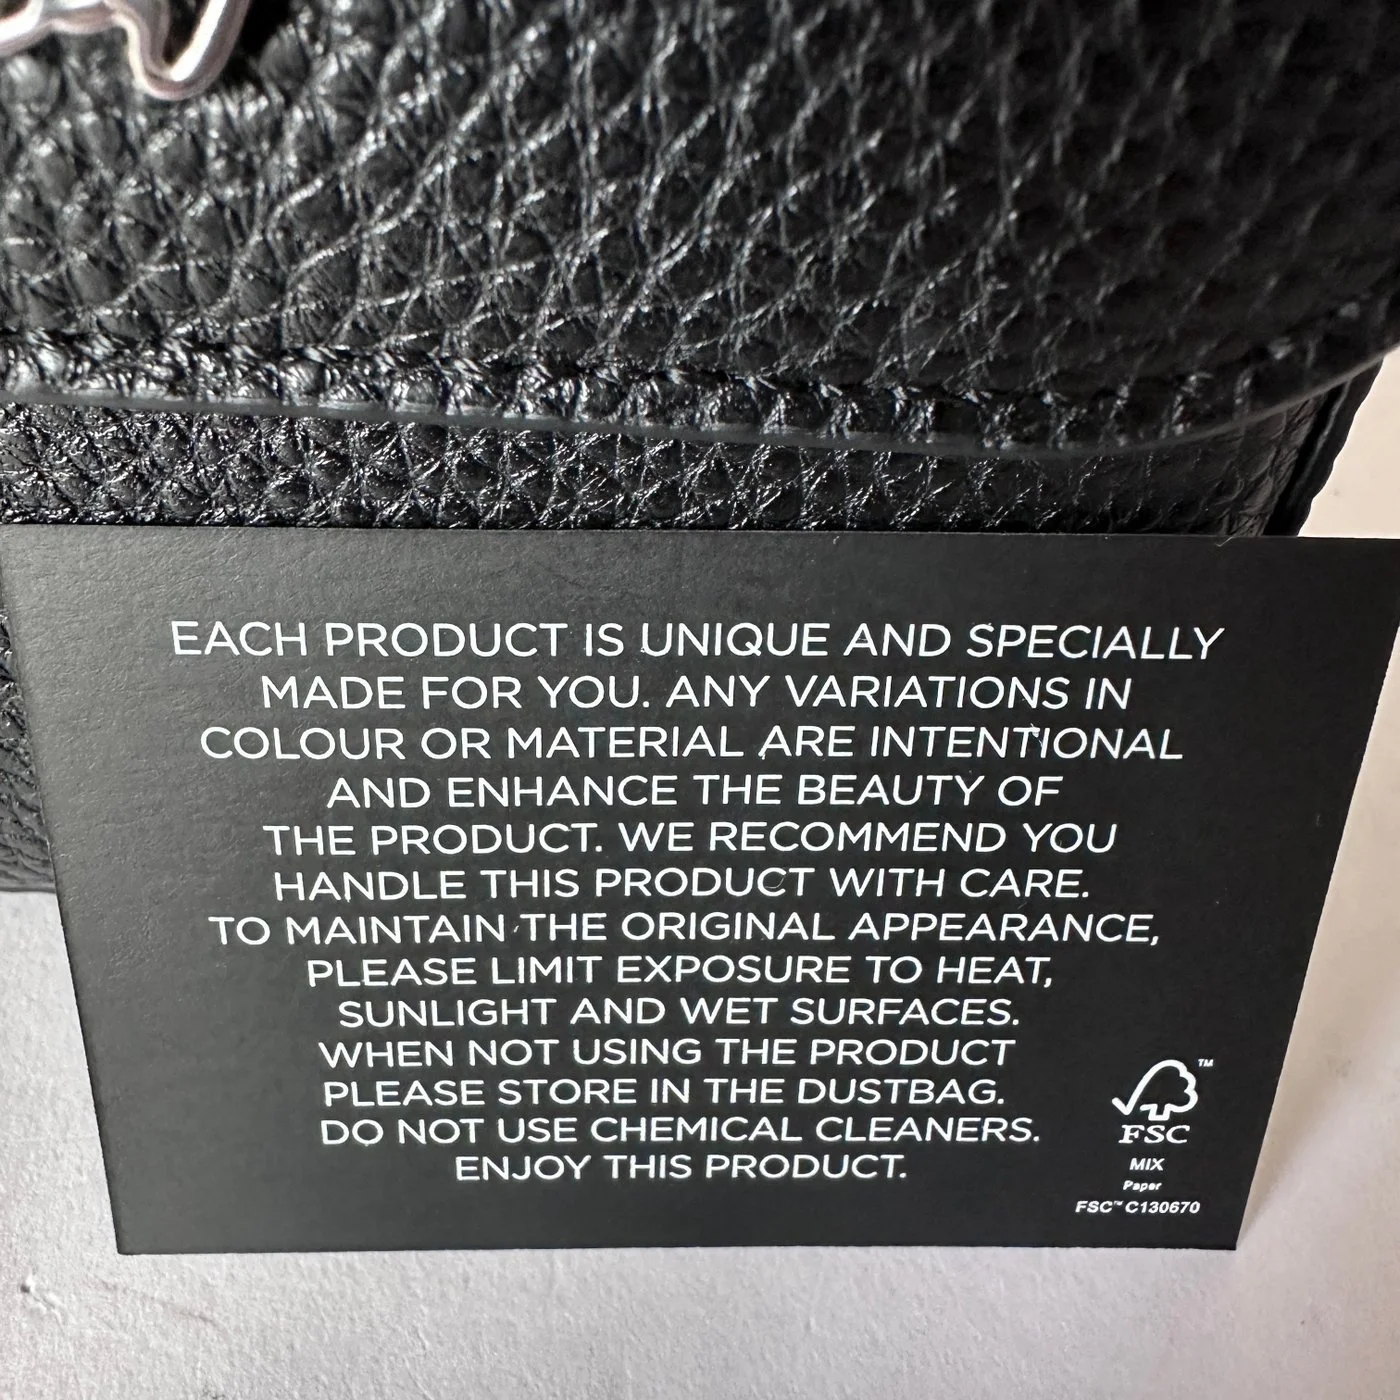 EACH PRODUCT IS UNIQUE AND SPECIALLY
MADE FOR YOU. ANY VARIATIONS IN
COLOUR OR MATERIAL ARE INTENTIONAL
AND ENHANCE THE BEAUTY OF
THE PRODUCT. WE RECOMMEND YOU
HANDLE THIS PRODUCT WITH CARE.
TO MAINTAIN THE ORIGINAL APPEARANCE,
PLEASE LIMIT EXPOSURE TO HEAT,
SUNLIGHT AND WET SURFACES.
WHEN NOT USING THE PRODUCT
PLEASE STORE IN THE DUSTBAG.
DO NOT USE CHEMICAL CLEANERS.
ENJOY THIS PRODUCT.
™
FSC
MIX
Paper
FSC™ C130670